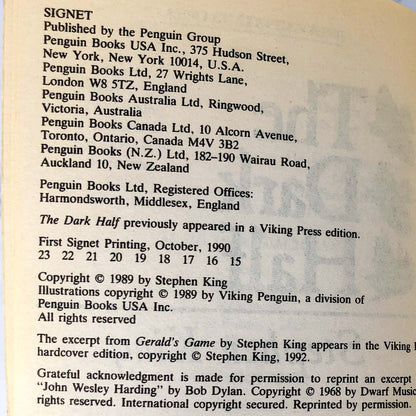 SIGNET
Published by the Penguin Group
Penguin Books USA Inc., 375 Hudson Street,
New York, New York 10014, U.S.A.
Penguin Books Ltd, 27 Wrights Lane,
London W8 5TZ, England
Penguin Books Australia Ltd, Ringwood,
Victoria, Australia
Penguin Books Canada Ltd, 10 Alcorn Avenue,
Toronto, Ontario, Canada M4V 3B2
Penguin Books (N.Z.) Ltd, 182–190 Wairau Road,
Auckland 10, New Zealand
Penguin Books Ltd, Registered Offices:
Harmondsworth, Middlesex, England
The Dark Half previously appeared in a Viking Press edition.
First Signet Printing, October, 1990
23 22 21 20 19 18 17 16 15
Copyright © 1989 by Stephen King
Illustrations copyright © 1989 by Viking Penguin, a division of
Penguin Books USA Inc.
All rights reserved
The excerpt from Gerald's Game by Stephen King appears in the Viking
hardcover edition, copyright © Stephen King, 1992.
Grateful acknowledgment is made for permission to reprint an excerpt
"John Wesley Harding" by Bob Dylan. Copyright © 1968 by Dwarf Music
rights reserved. International copyright secured. Reprinted by permission.
The
Dark
Half